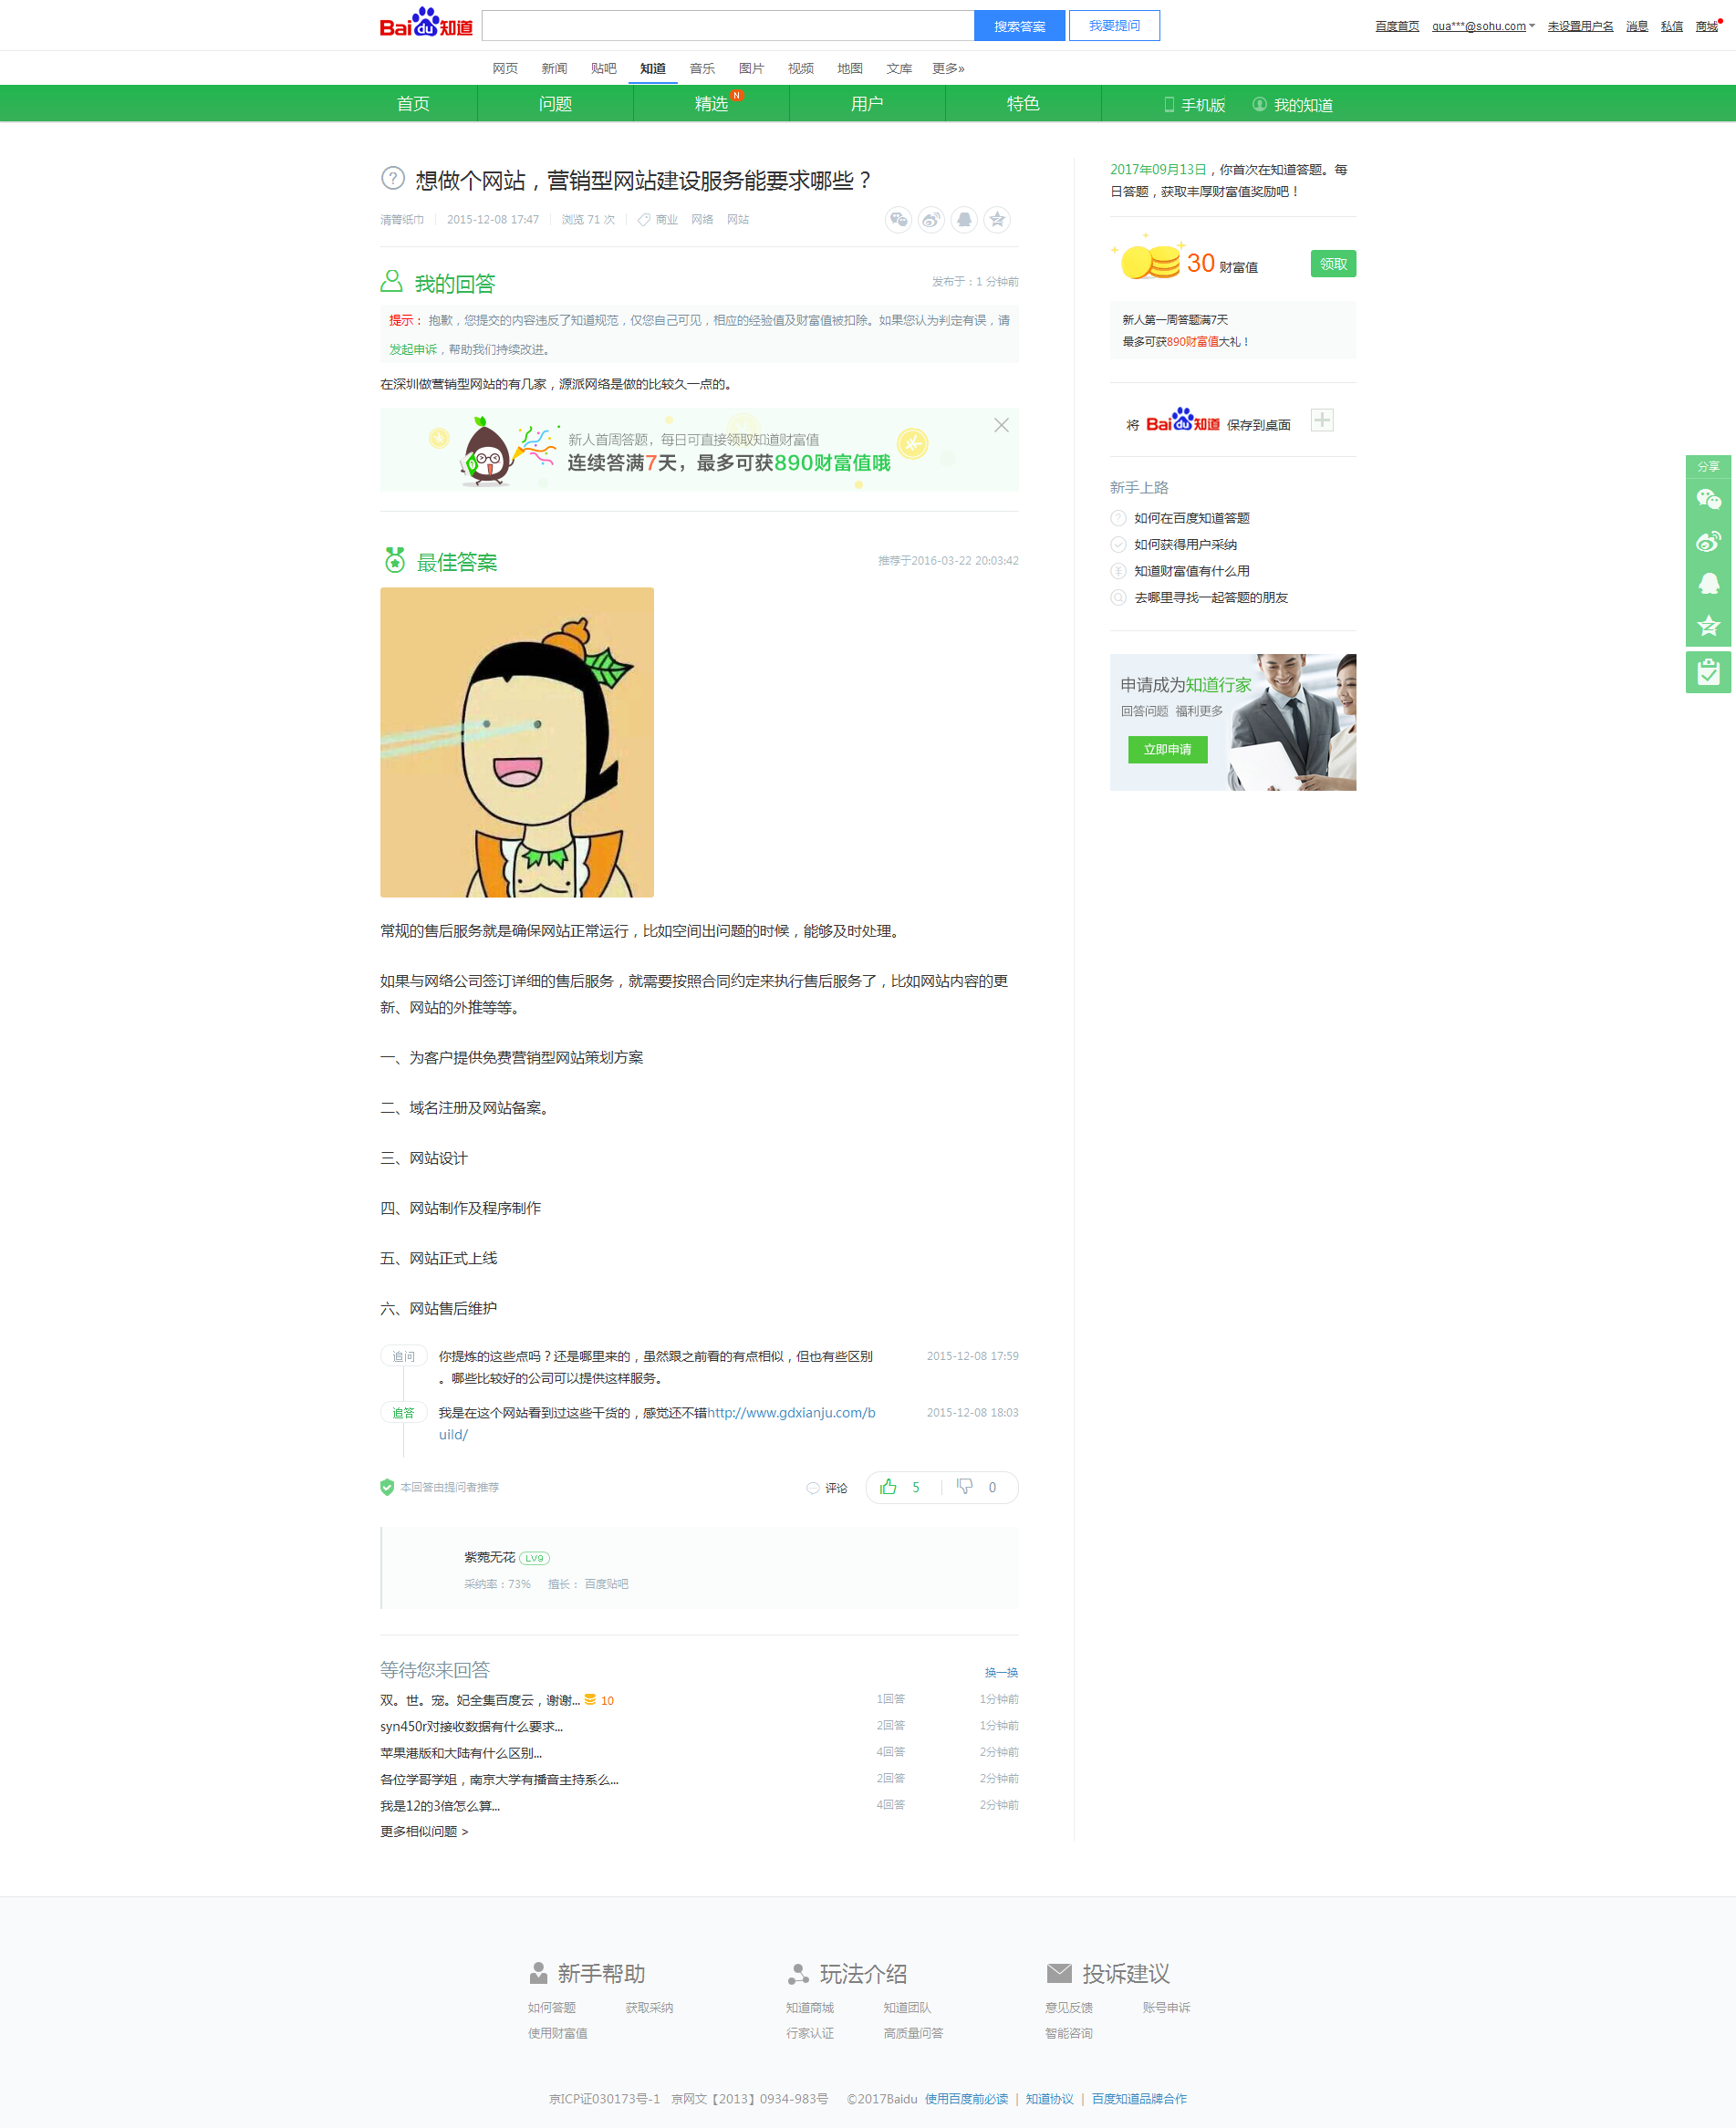 Bai du 知道
搜索答案 我要提问 百度首页 qua***@sohu.com 未设置用户名 消息 私信 商城
网页 新闻 贴吧 知道 音乐 图片 视频 地图 文库 更多»
首页 问题 精选 N 用户 特色 手机版 我的知道
想做个网站，营销型网站建设服务能要求哪些？
清箐纸巾 2015-12-08 17:47 浏览 71 次 商业 网络 网站
我的回答 发布于：1 分钟前
提示： 抱歉，您提交的内容违反了知道规范，仅您自己可见，相应的经验值及财富值被扣除。如果您认为判定有误，请
发起申诉，帮助我们持续改进。
在深圳做营销型网站的有几家，源派网络是做的比较久一点的。
新人首周答题，每日可直接领取知道财富值
连续答满7天，最多可获890财富值哦
最佳答案 推荐于2016-03-22 20:03:42
常规的售后服务就是确保网站正常运行，比如空间出问题的时候，能够及时处理。
如果与网络公司签订详细的售后服务，就需要按照合同约定来执行售后服务了，比如网站内容的更
新、网站的外推等等。
一、为客户提供免费营销型网站策划方案
二、域名注册及网站备案。
三、网站设计
四、网站制作及程序制作
五、网站正式上线
六、网站售后维护
追问 你提炼的这些点吗？还是哪里来的，虽然跟之前看的有点相似，但也有些区别 2015-12-08 17:59
。哪些比较好的公司可以提供这样服务。
追答 我是在这个网站看到过这些干货的，感觉还不错http://www.gdxianju.com/b 2015-12-08 18:03
uild/
本回答由提问者推荐 评论 5 0
紫菀无花 LV9
采纳率：73% 擅长： 百度贴吧
等待您来回答 换一换
双。世。宠。妃全集百度云，谢谢... 10 1回答 1分钟前
syn450r对接收数据有什么要求... 2回答 1分钟前
苹果港版和大陆有什么区别... 4回答 2分钟前
各位学哥学姐，南京大学有播音主持系么... 2回答 2分钟前
我是12的3倍怎么算... 4回答 2分钟前
更多相似问题 >
2017年09月13日，你首次在知道答题。每
日答题，获取丰厚财富值奖励吧！
30 财富值 领取
新人第一周答题满7天
最多可获890财富值大礼！
将 Bai du 知道 保存到桌面
新手上路
如何在百度知道答题
如何获得用户采纳
知道财富值有什么用
去哪里寻找一起答题的朋友
申请成为知道行家
回答问题 福利更多
立即申请
分享
新手帮助 玩法介绍 投诉建议
如何答题 获取采纳 知道商城 知道团队 意见反馈 账号申诉
使用财富值 行家认证 高质量问答 智能咨询
京ICP证030173号-1 京网文【2013】0934-983号 ©2017Baidu 使用百度前必读 | 知道协议 | 百度知道品牌合作